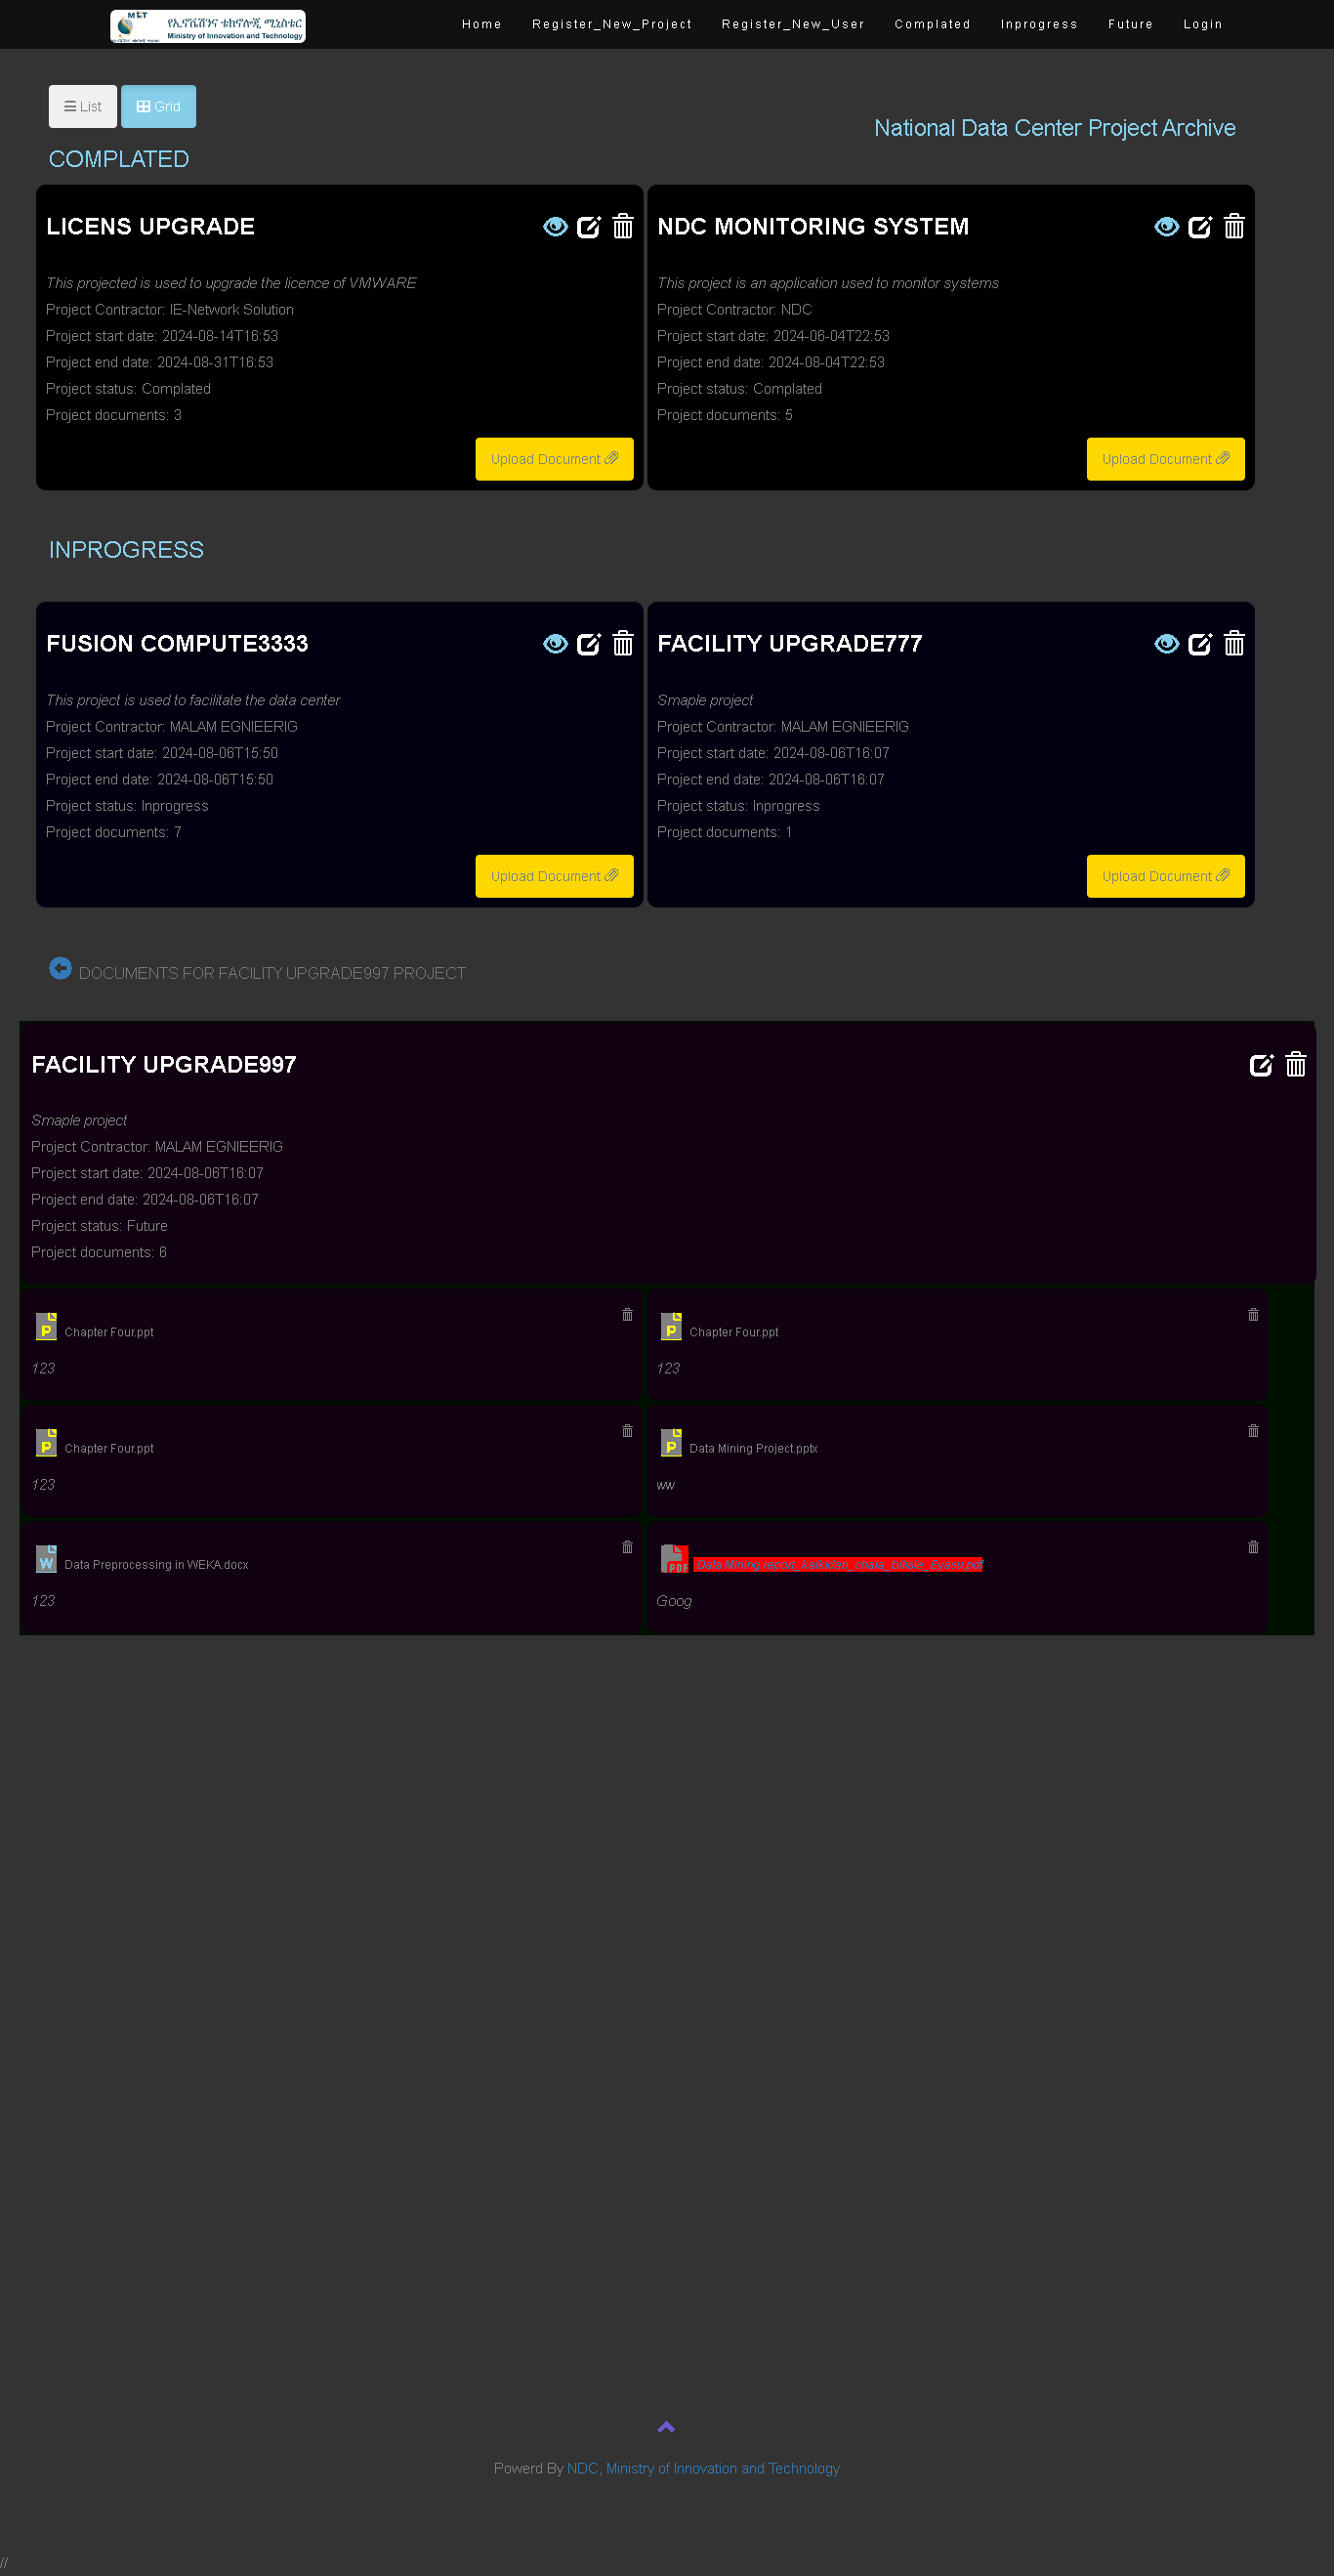 የኢኖቬሽንና ቴክኖሎጂ ሚኒስቴር
Ministry of Innovation and Technology
Home Register_New_Project Register_New_User Complated Inprogress Future Login
List Grid
National Data Center Project Archive
COMPLATED
LICENS UPGRADE
This projected is used to upgrade the licence of VMWARE
Project Contractor: IE-Network Solution
Project start date: 2024-08-14T16:53
Project end date: 2024-08-31T16:53
Project status: Complated
Project documents: 3
Upload Document
NDC MONITORING SYSTEM
This project is an application used to monitor systems
Project Contractor: NDC
Project start date: 2024-06-04T22:53
Project end date: 2024-08-04T22:53
Project status: Complated
Project documents: 5
Upload Document
INPROGRESS
FUSION COMPUTE3333
This project is used to facilitate the data center
Project Contractor: MALAM EGNIEERIG
Project start date: 2024-08-06T15:50
Project end date: 2024-08-06T15:50
Project status: Inprogress
Project documents: 7
Upload Document
FACILITY UPGRADE777
Smaple project
Project Contractor: MALAM EGNIEERIG
Project start date: 2024-08-06T16:07
Project end date: 2024-08-06T16:07
Project status: Inprogress
Project documents: 1
Upload Document
DOCUMENTS FOR FACILITY UPGRADE997 PROJECT
FACILITY UPGRADE997
Smaple project
Project Contractor: MALAM EGNIEERIG
Project start date: 2024-08-06T16:07
Project end date: 2024-08-06T16:07
Project status: Future
Project documents: 6
P Chapter Four.ppt
123
P Chapter Four.ppt
123
P Chapter Four.ppt
123
P Data Mining Project.pptx
ww
W Data Preprocessing in WEKA.docx
123
PDF Data Mining report_kalkidan_chala_bilisie_Eyasu.pdf
Goog
Powerd By NDC, Ministry of Innovation and Technology
//